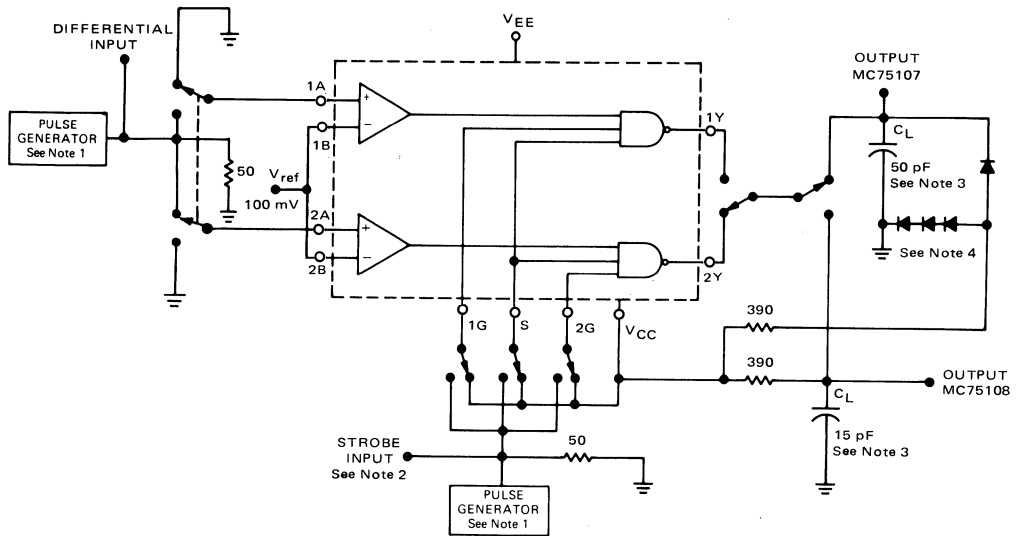 VEE
DIFFERENTIAL
INPUT
OUTPUT
MC75107
1A
+
−
1B
1Y
PULSE
GENERATOR
See Note 1
50
Vref
100 mV
CL
50 pF
See Note 3
2A
+
−
2B
2Y
See Note 4
1G
S
2G
VCC
390
390
OUTPUT
MC75108
CL
15 pF
See Note 3
STROBE
INPUT
See Note 2
50
PULSE
GENERATOR
See Note 1